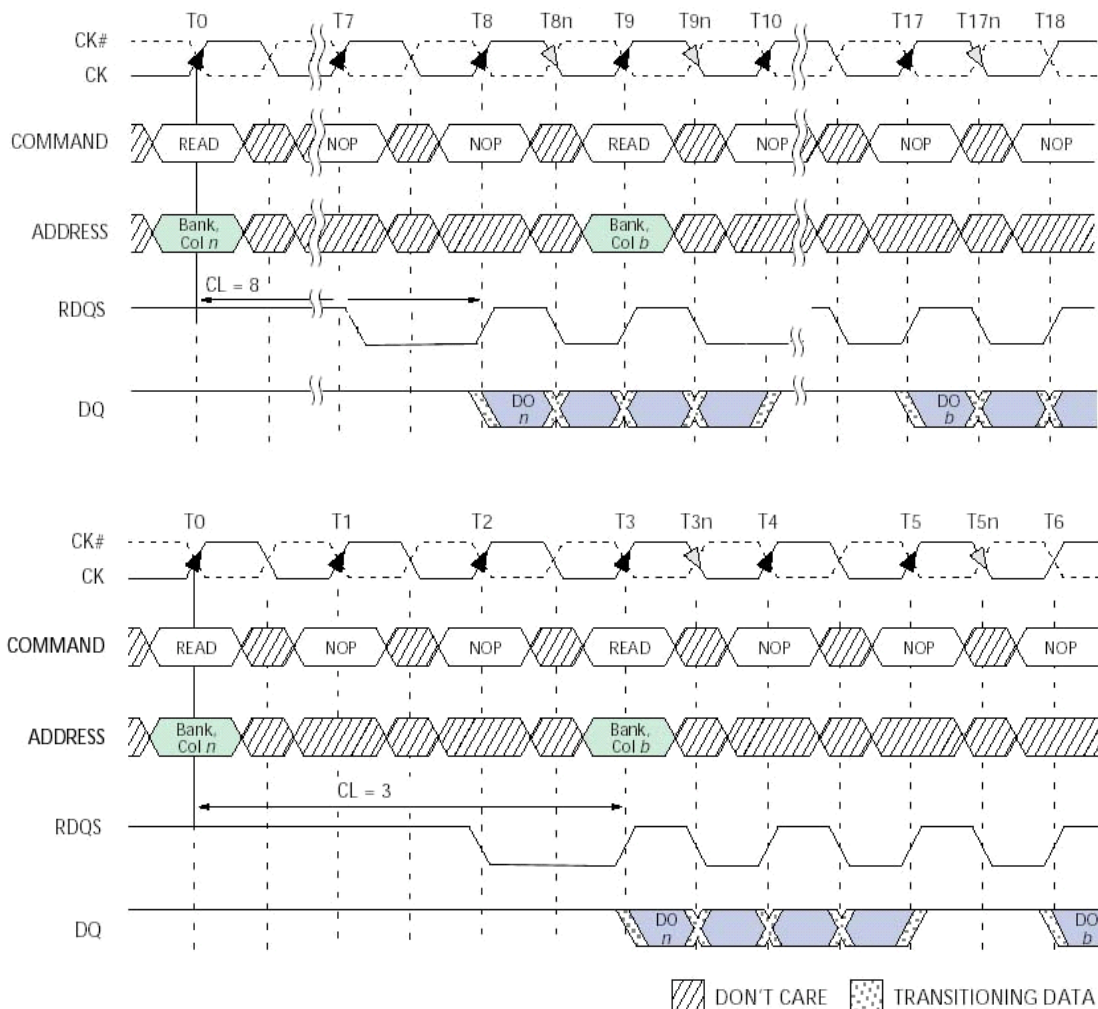 T0 T7 T8 T8n T9 T9n T10 T17 T17n T18
CK#
CK
COMMAND READ NOP NOP READ NOP NOP NOP
ADDRESS Bank, Col n Bank, Col b
CL = 8
RDQS
DQ DO n DO b
T0 T1 T2 T3 T3n T4 T5 T5n T6
CK#
CK
COMMAND READ NOP NOP READ NOP NOP NOP
ADDRESS Bank, Col n Bank, Col b
CL = 3
RDQS
DQ DO n DO b
DON'T CARE TRANSITIONING DATA